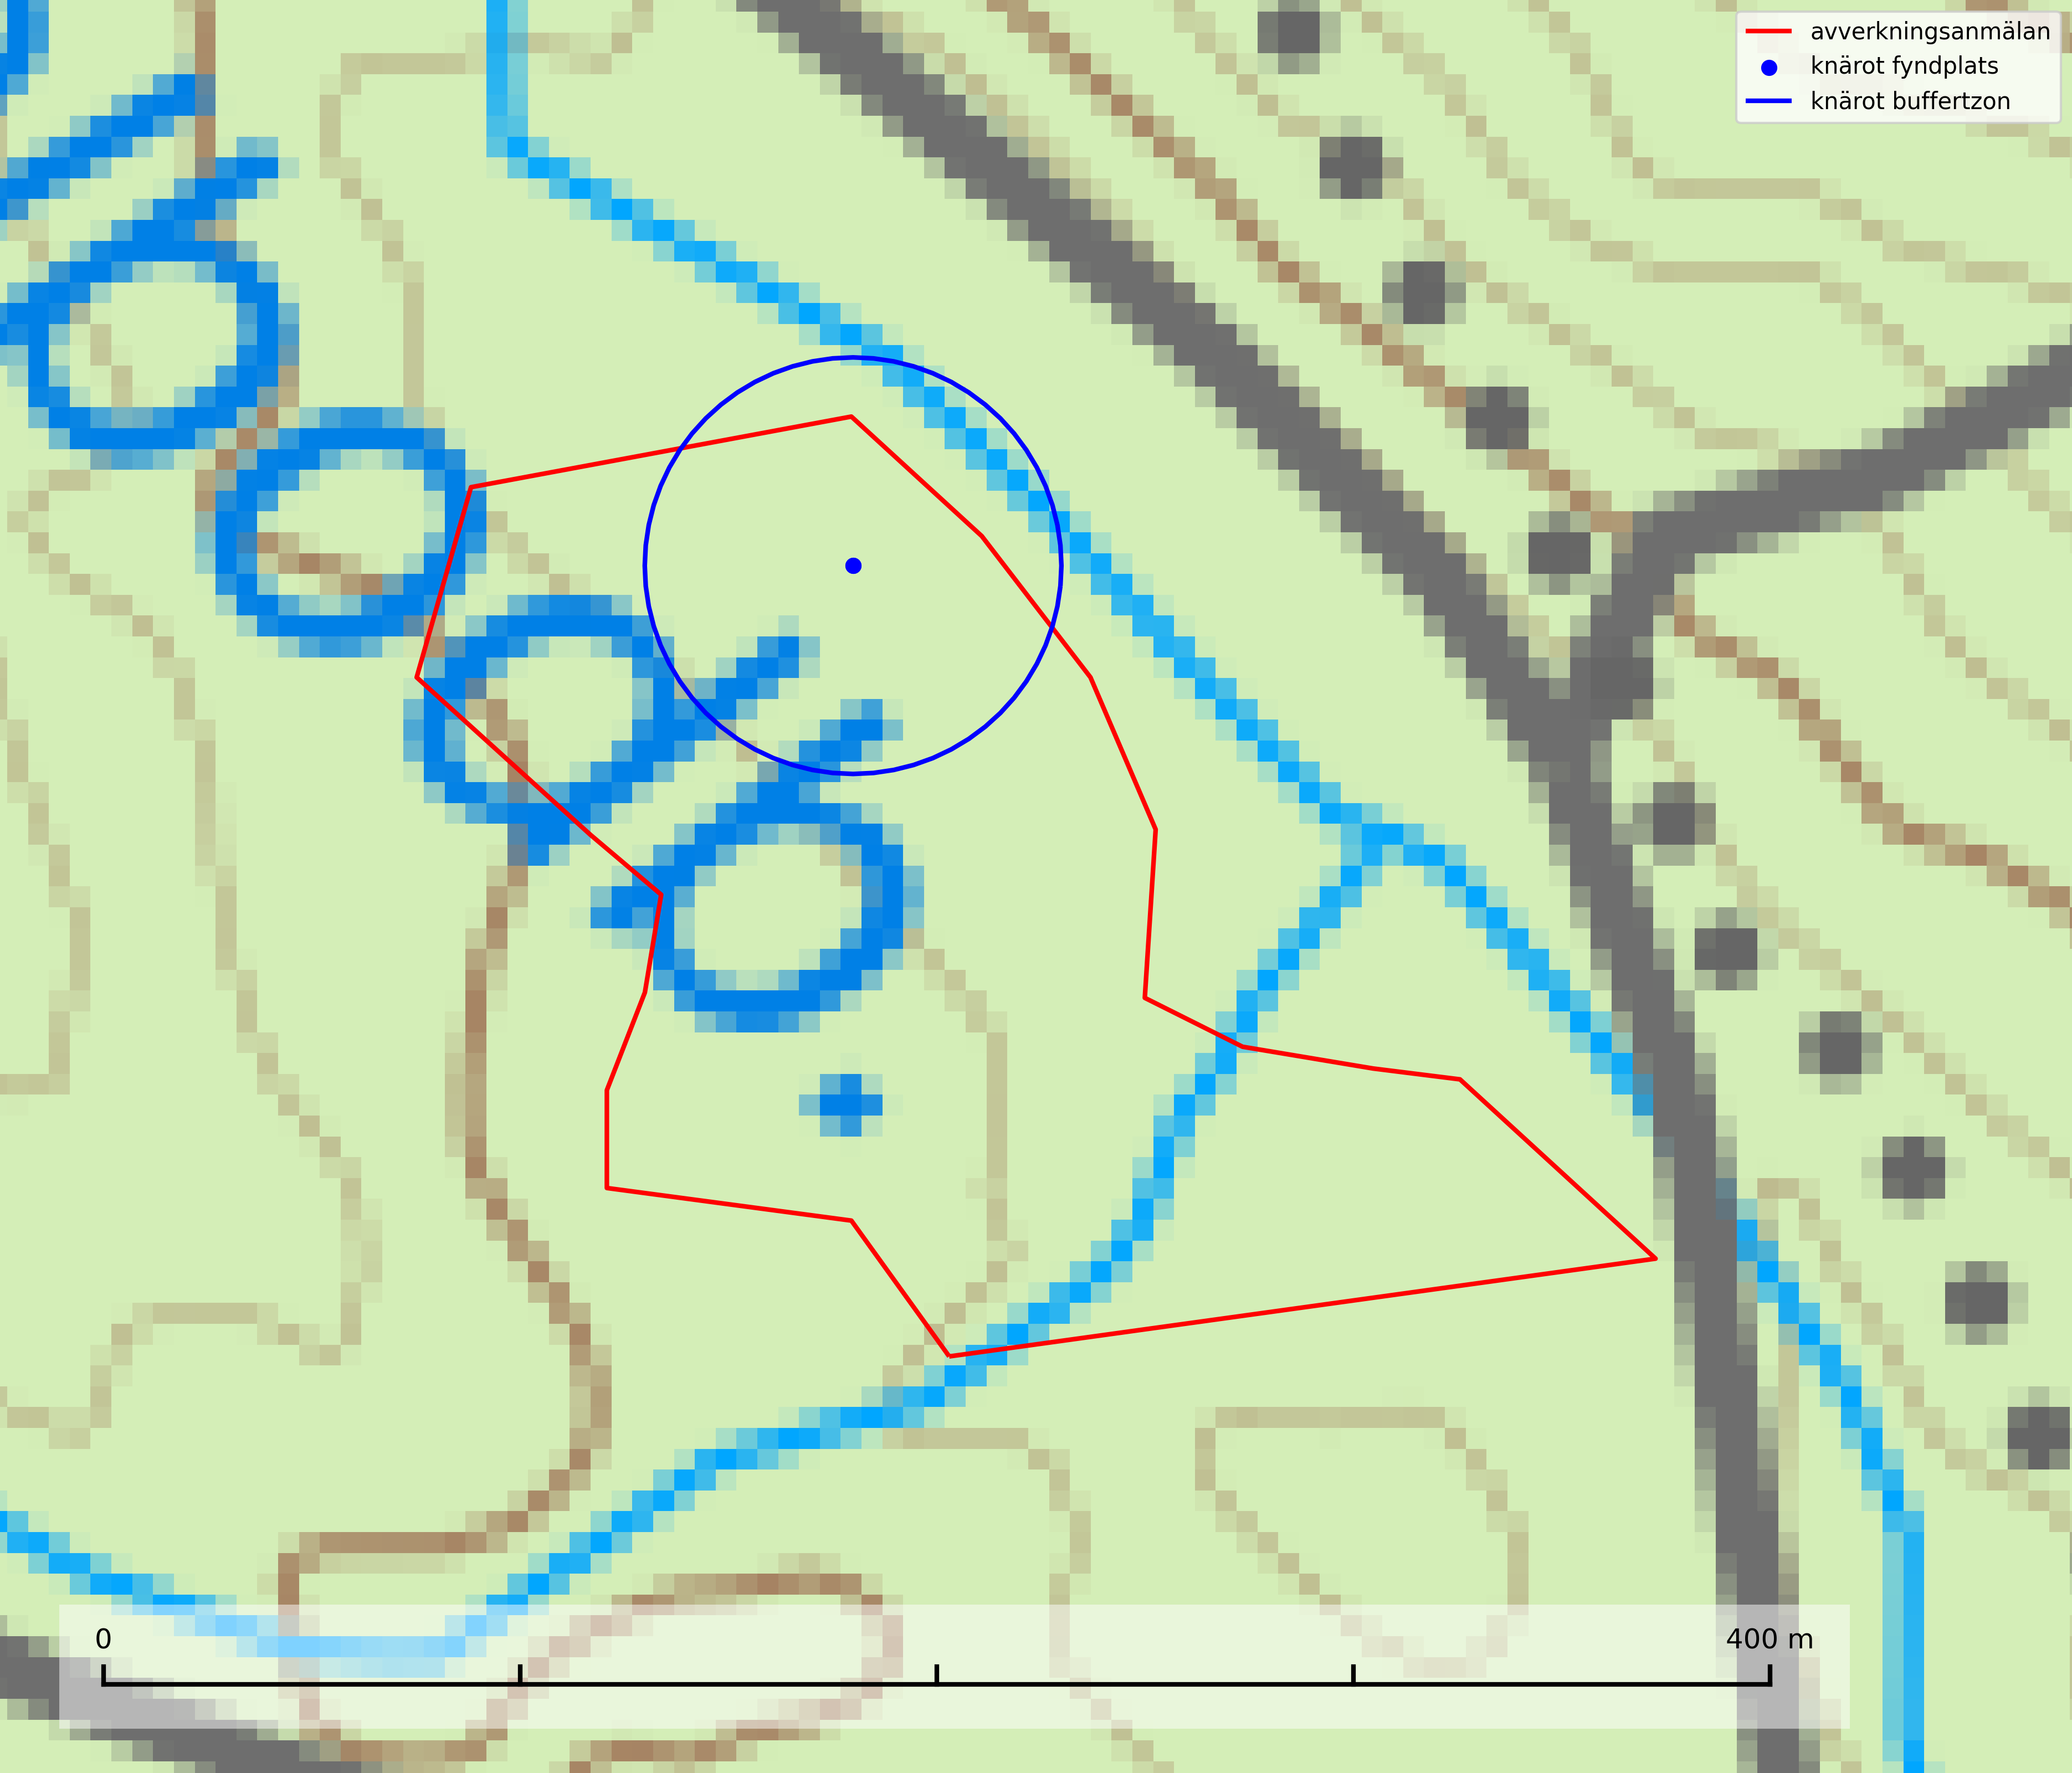 avverkningsanmälan
knärot fyndplats
knärot buffertzon
0
400 m